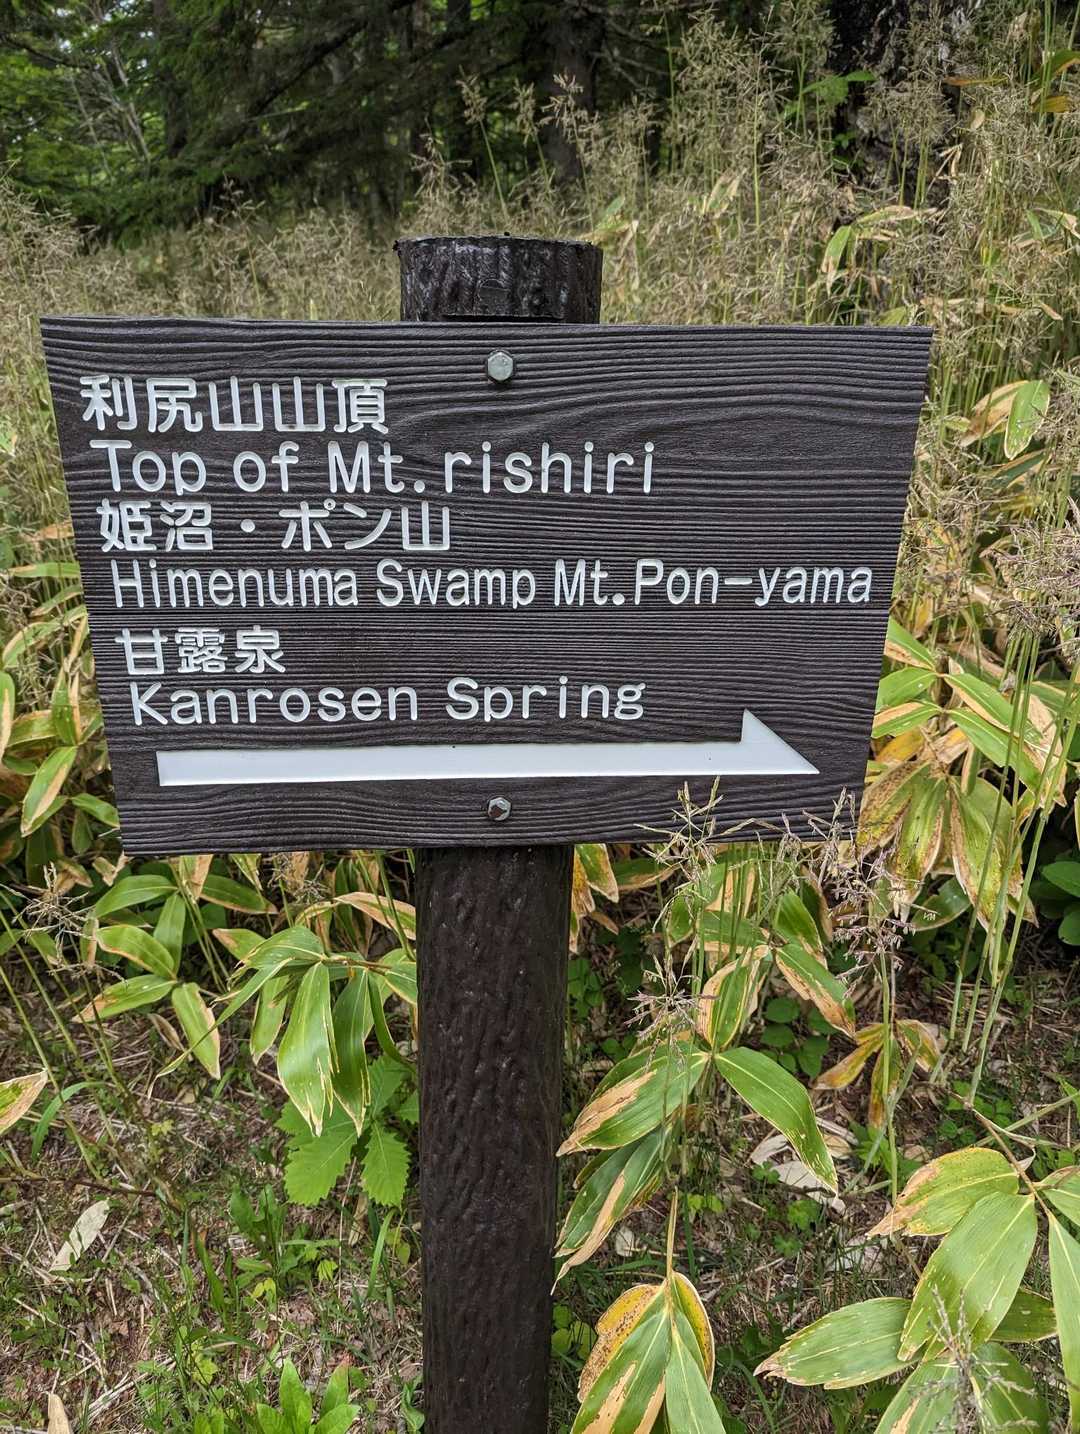 利尻山山頂
Top of Mt.rishiri
姫沼・ポン山
Himenuma Swamp Mt.Pon-yama
甘露泉
Kanrosen Spring